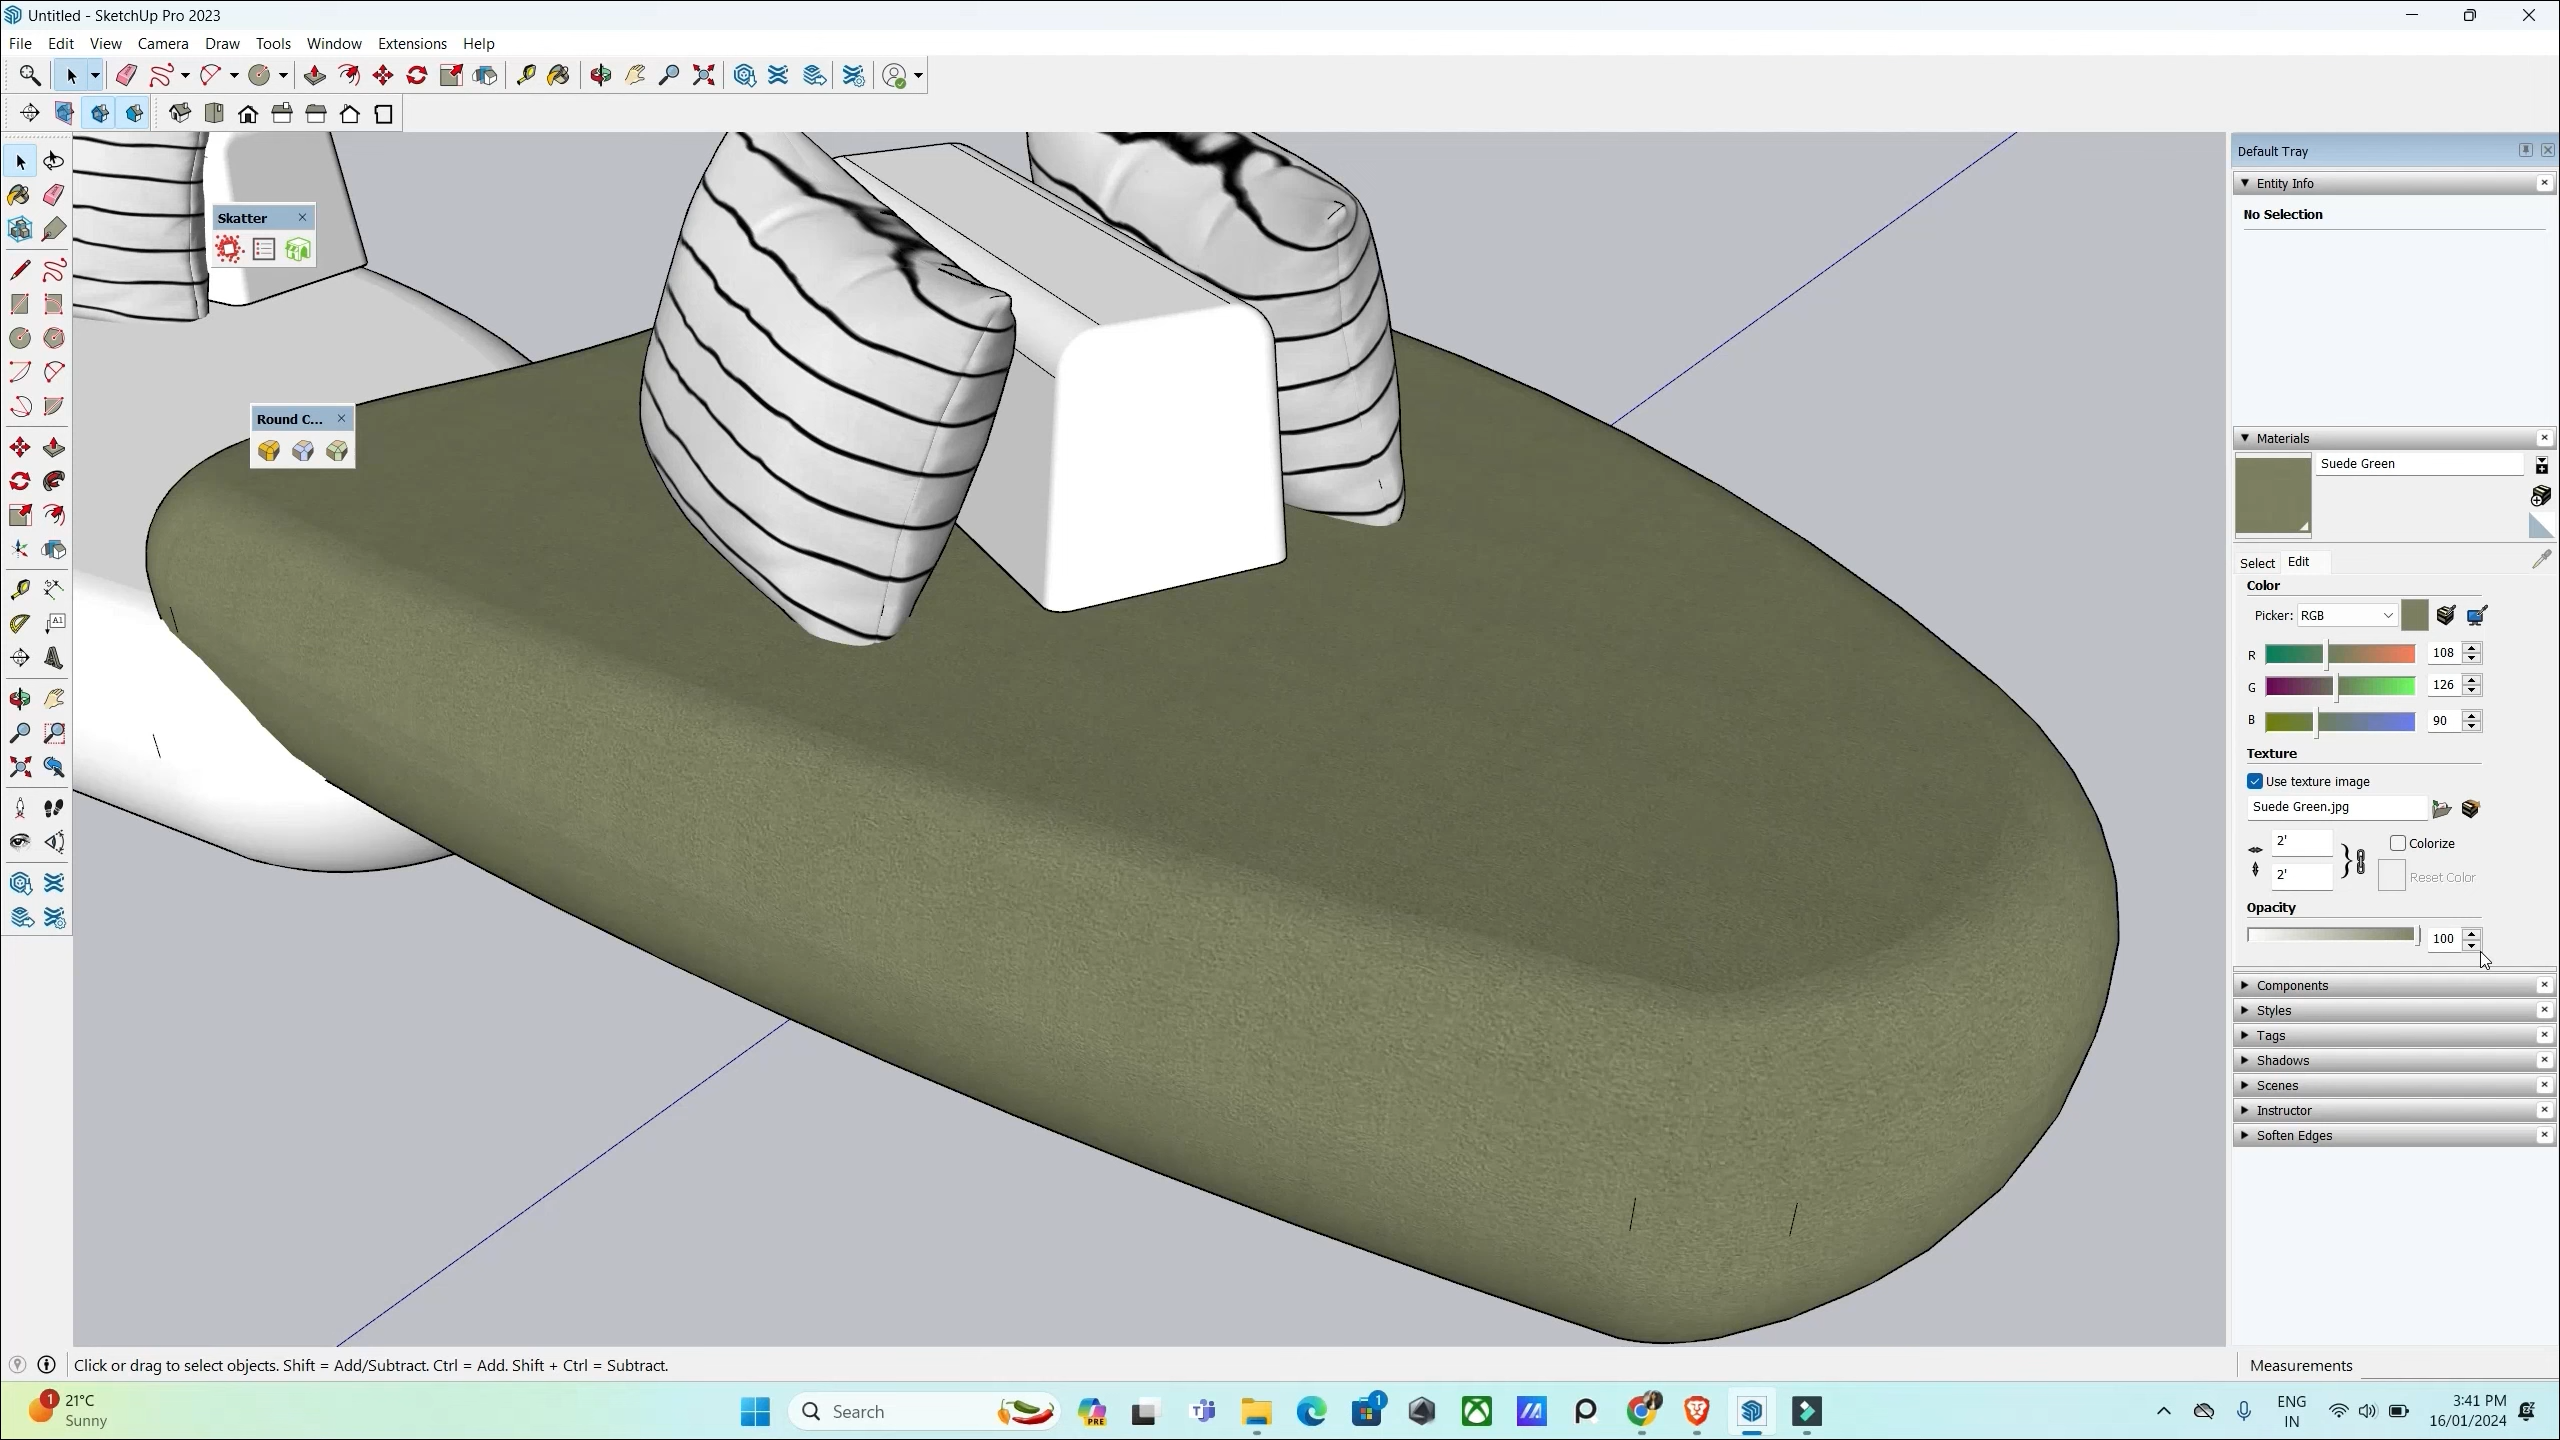 Untitled - SketchUp Pro 2023
File Edit View Camera Draw Tools Window Extensions Help
Default Tray
Entity Info
No Selection
Skatter
Round C...
Materials
Suede Green
Select Edit
Color
Picker: RGB
R 108
G 126
B 90
Texture
Use texture image
Suede Green.jpg
2' Colorize
2' Reset Color
Opacity
100
Components
Styles
Tags
Shadows
Scenes
Instructor
Soften Edges
A1
Click or drag to select objects. Shift = Add/Subtract. Ctrl = Add. Shift + Ctrl = Subtract.
Measurements
1 21°C
Sunny
Search
PRE
1
ENG
IN
3:41 PM
16/01/2024